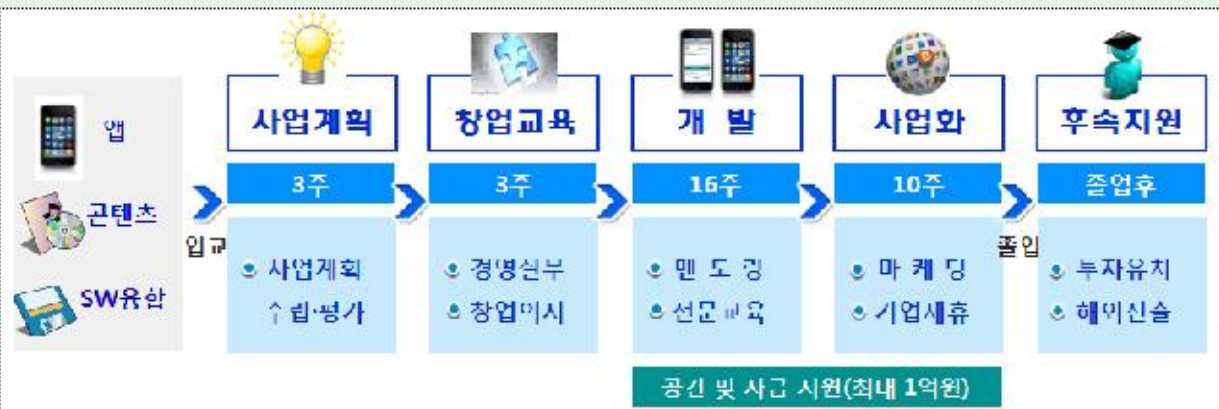 앱
콘텐츠
SW융합
입교
사업계획
3주
사업계획
수립·평가
창업교육
3주
경영실무
창업의사
개 발
16주
멘 토 링
전문교육
사업화
10주
마 케 팅
기업제휴
졸업
후속지원
졸업후
투자유치
해외진출
공간 및 자금 지원(최대 1억원)